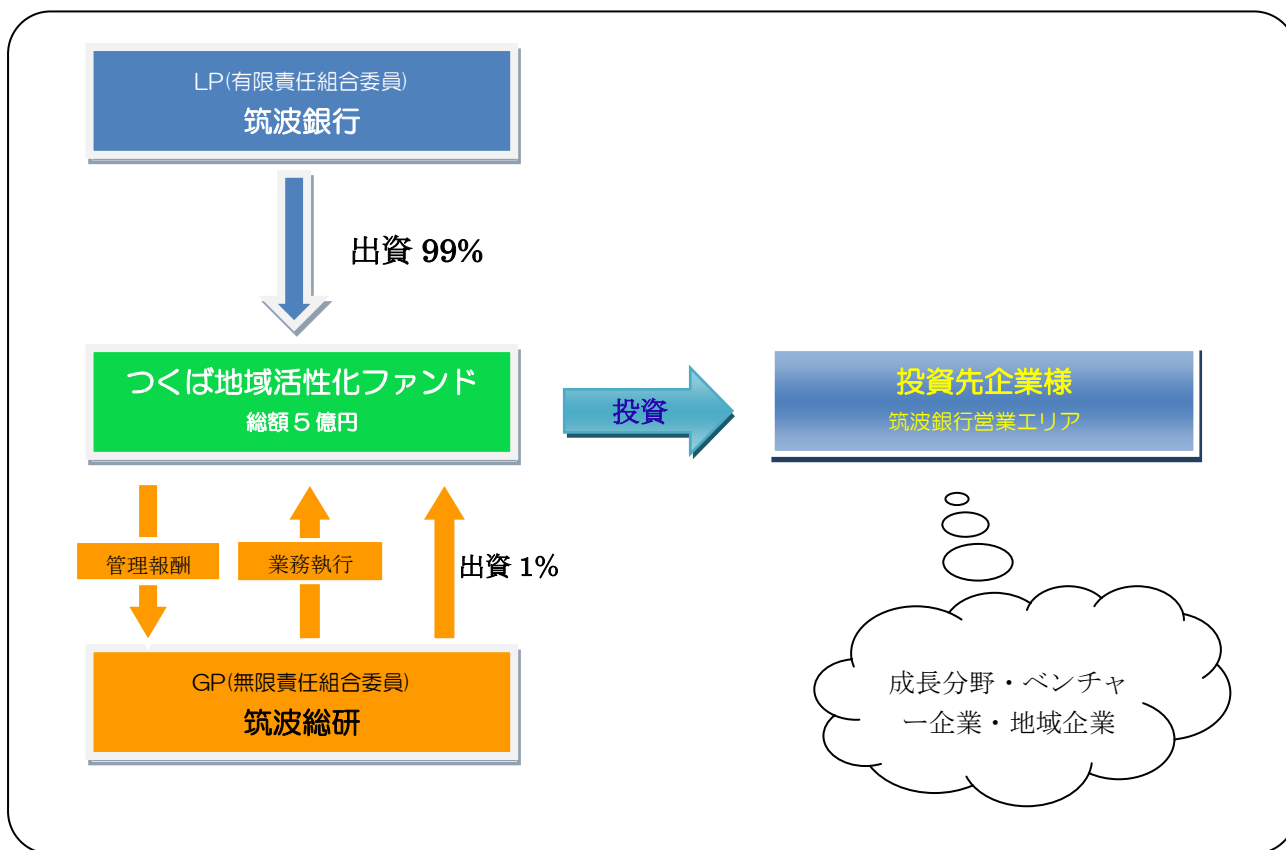 LP(有限責任組合委員)
筑波銀行
出資 99%
つくば地域活性化ファンド
総額５億円
投資
投資先企業様
筑波銀行営業エリア
管理報酬
業務執行
出資 1%
GP(無限責任組合委員)
筑波総研
成長分野・ベンチャ
ー企業・地域企業